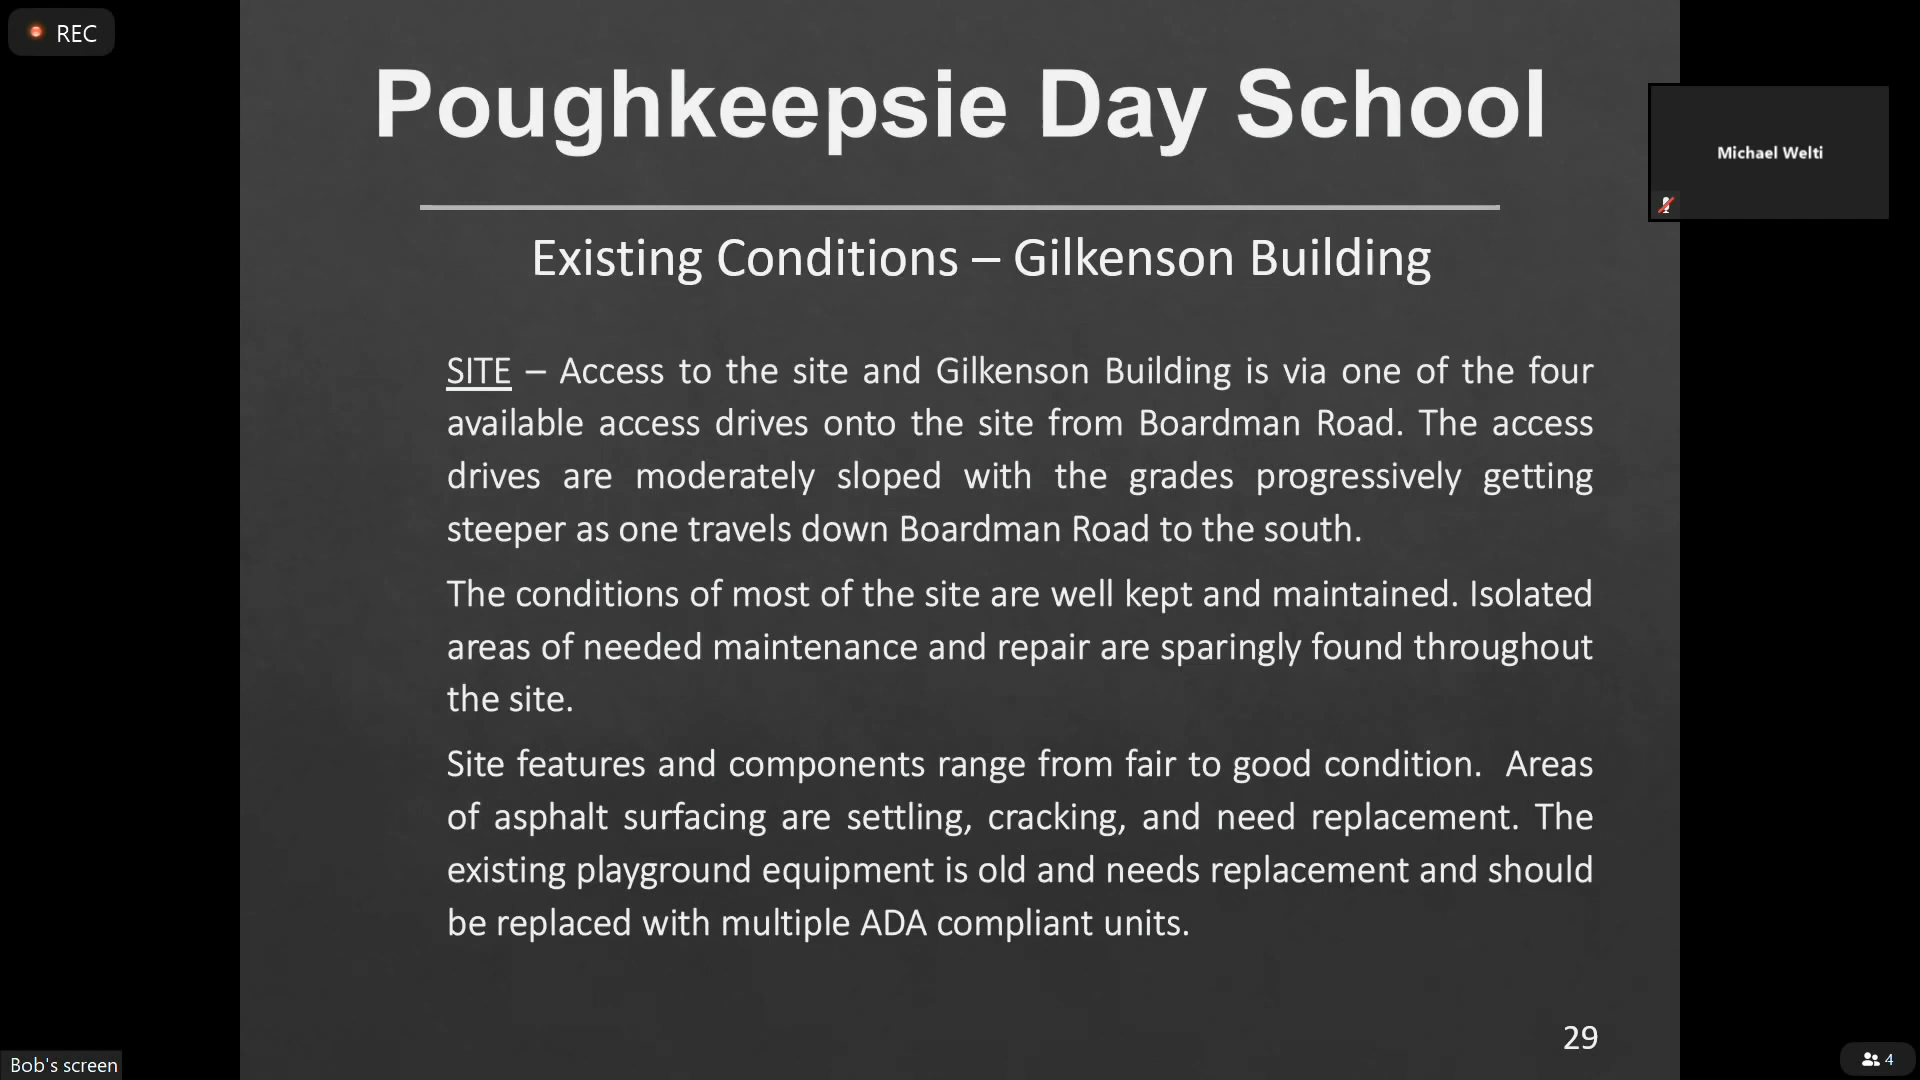 REC
Poughkeepsie Day School
Michael Welti
Existing Conditions – Gilkenson Building
SITE – Access to the site and Gilkenson Building is via one of the four
available access drives onto the site from Boardman Road. The access
drives are moderately sloped with the grades progressively getting
steeper as one travels down Boardman Road to the south.
The conditions of most of the site are well kept and maintained. Isolated
areas of needed maintenance and repair are sparingly found throughout
the site.
Site features and components range from fair to good condition.  Areas
of asphalt surfacing are settling, cracking, and need replacement. The
existing playground equipment is old and needs replacement and should
be replaced with multiple ADA compliant units.
29
Bob's screen
4